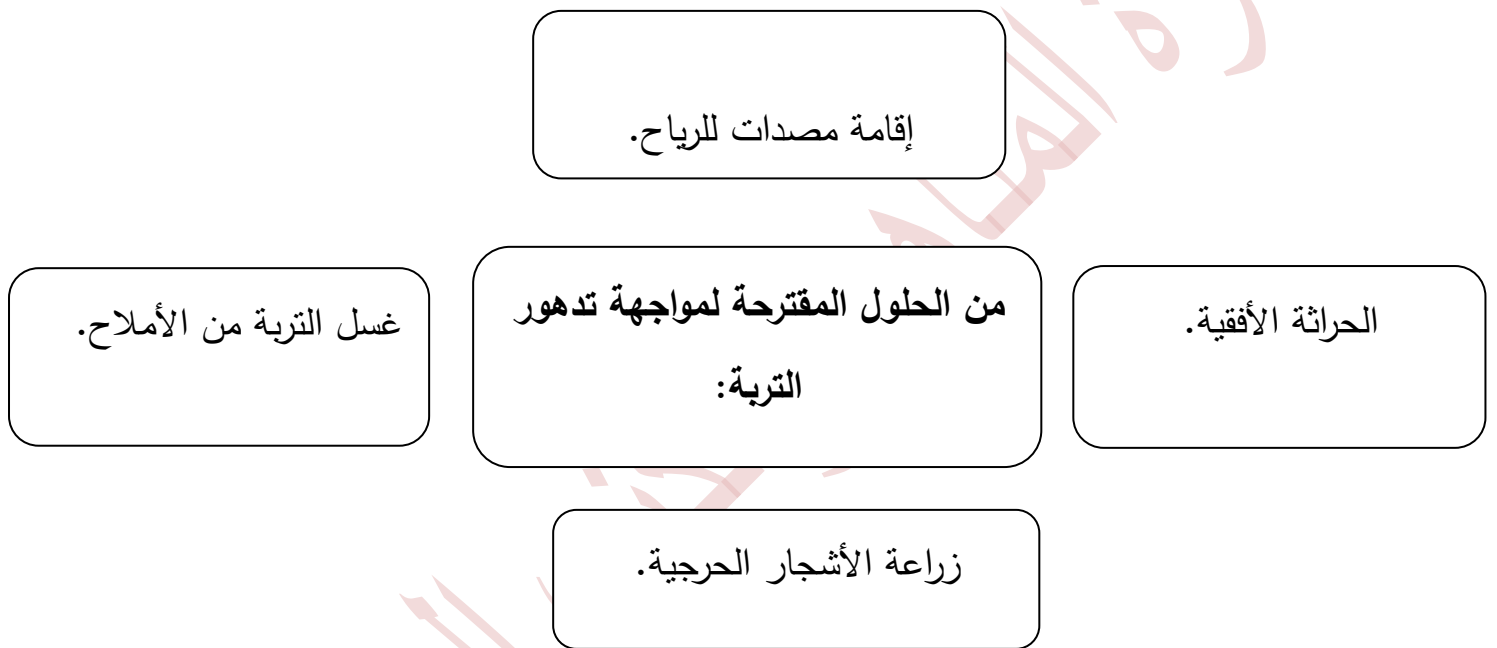 إقامة مصدات للرياح.
الحراثة الأفقية.
من الحلول المقترحة لمواجهة تدهور
التربة:
غسل التربة من الأملاح.
زراعة الأشجار الحرجية.